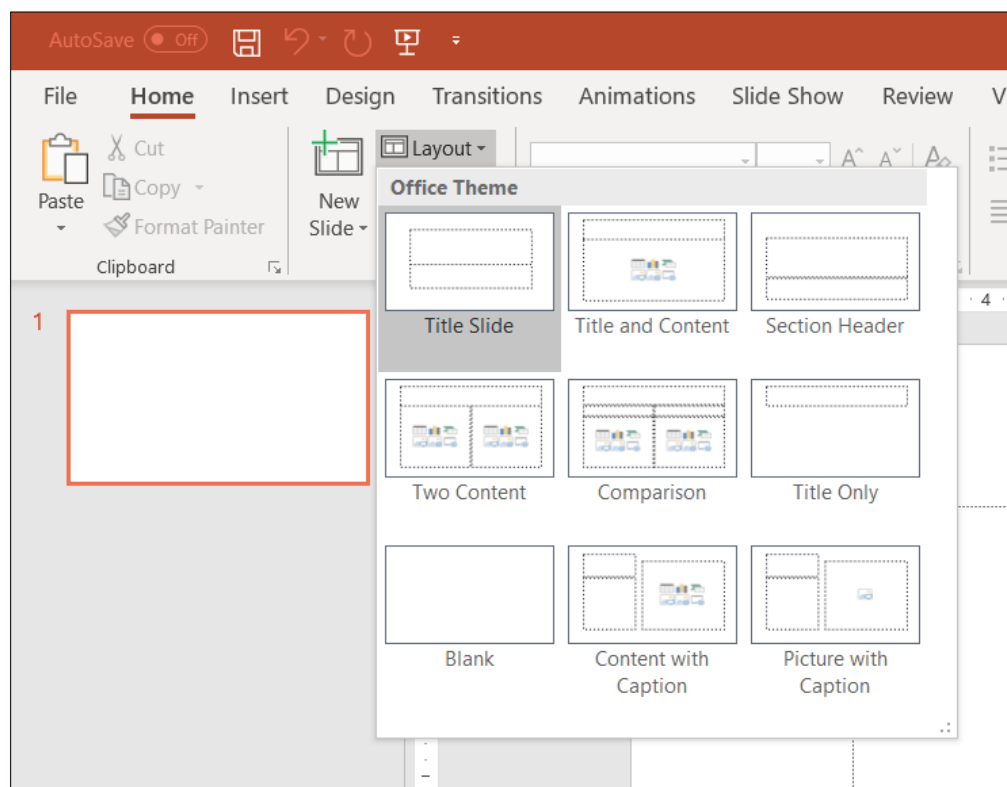 AutoSave Off
File Home Insert Design Transitions Animations Slide Show Review V
Paste
Cut
Copy
Format Painter
Clipboard
New
Slide
Layout
A A A
Office Theme
Title Slide Title and Content Section Header
Two Content Comparison Title Only
Blank Content with
Caption Picture with
Caption
1
4